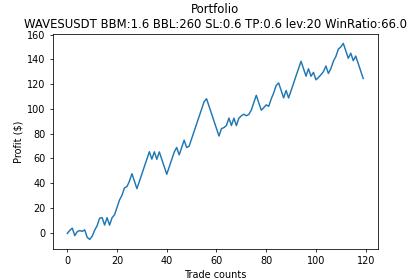 Portfolio
WAVESUSDT BBM:1.6 BBL:260 SL:0.6 TP:0.6 lev:20 WinRatio:66.0
160
140
120
100
80
60
40
20
0
Profit ($)
0 20 40 60 80 100 120
Trade counts